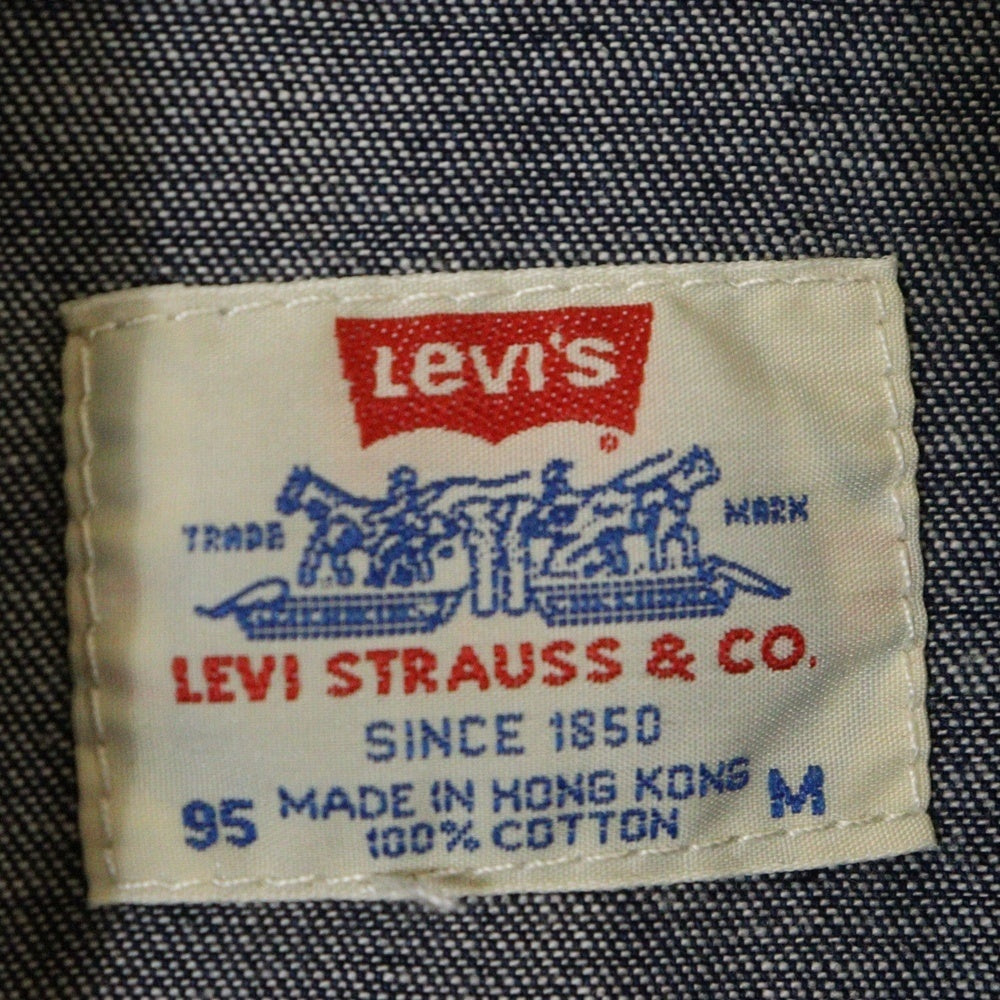 Levi's
®
TRADE MARK
LEVI STRAUSS & CO.
SINCE 1850
95 MADE IN HONG KONG M
100% COTTON